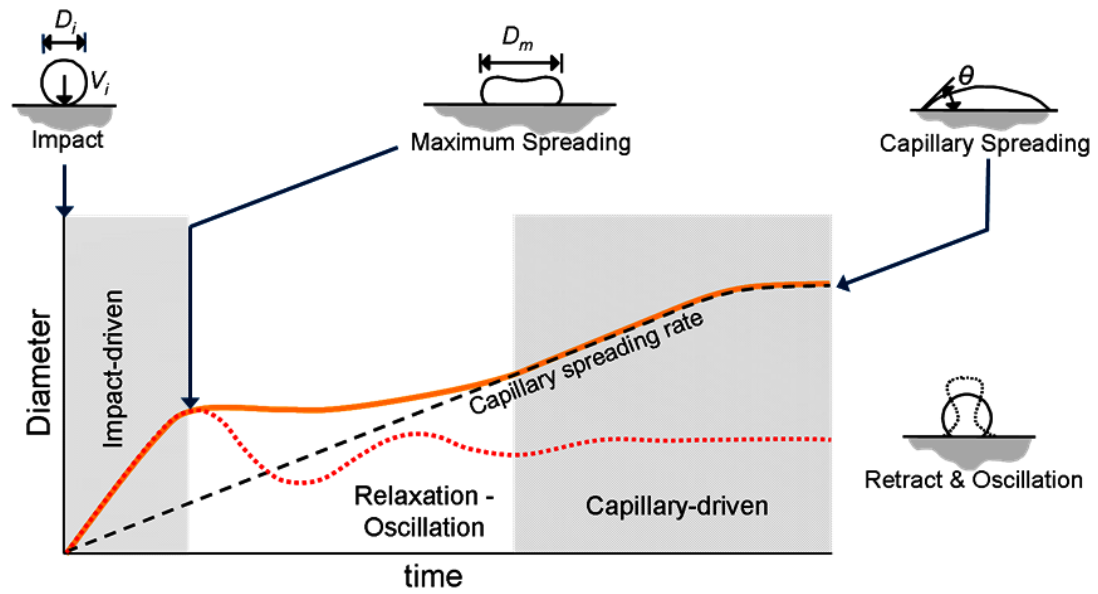 Di
Vi
Impact
Dm
Maximum Spreading
θ
Capillary Spreading
Diameter
Impact-driven
Capillary spreading rate
Relaxation -
Oscillation
Capillary-driven
Retract & Oscillation
time